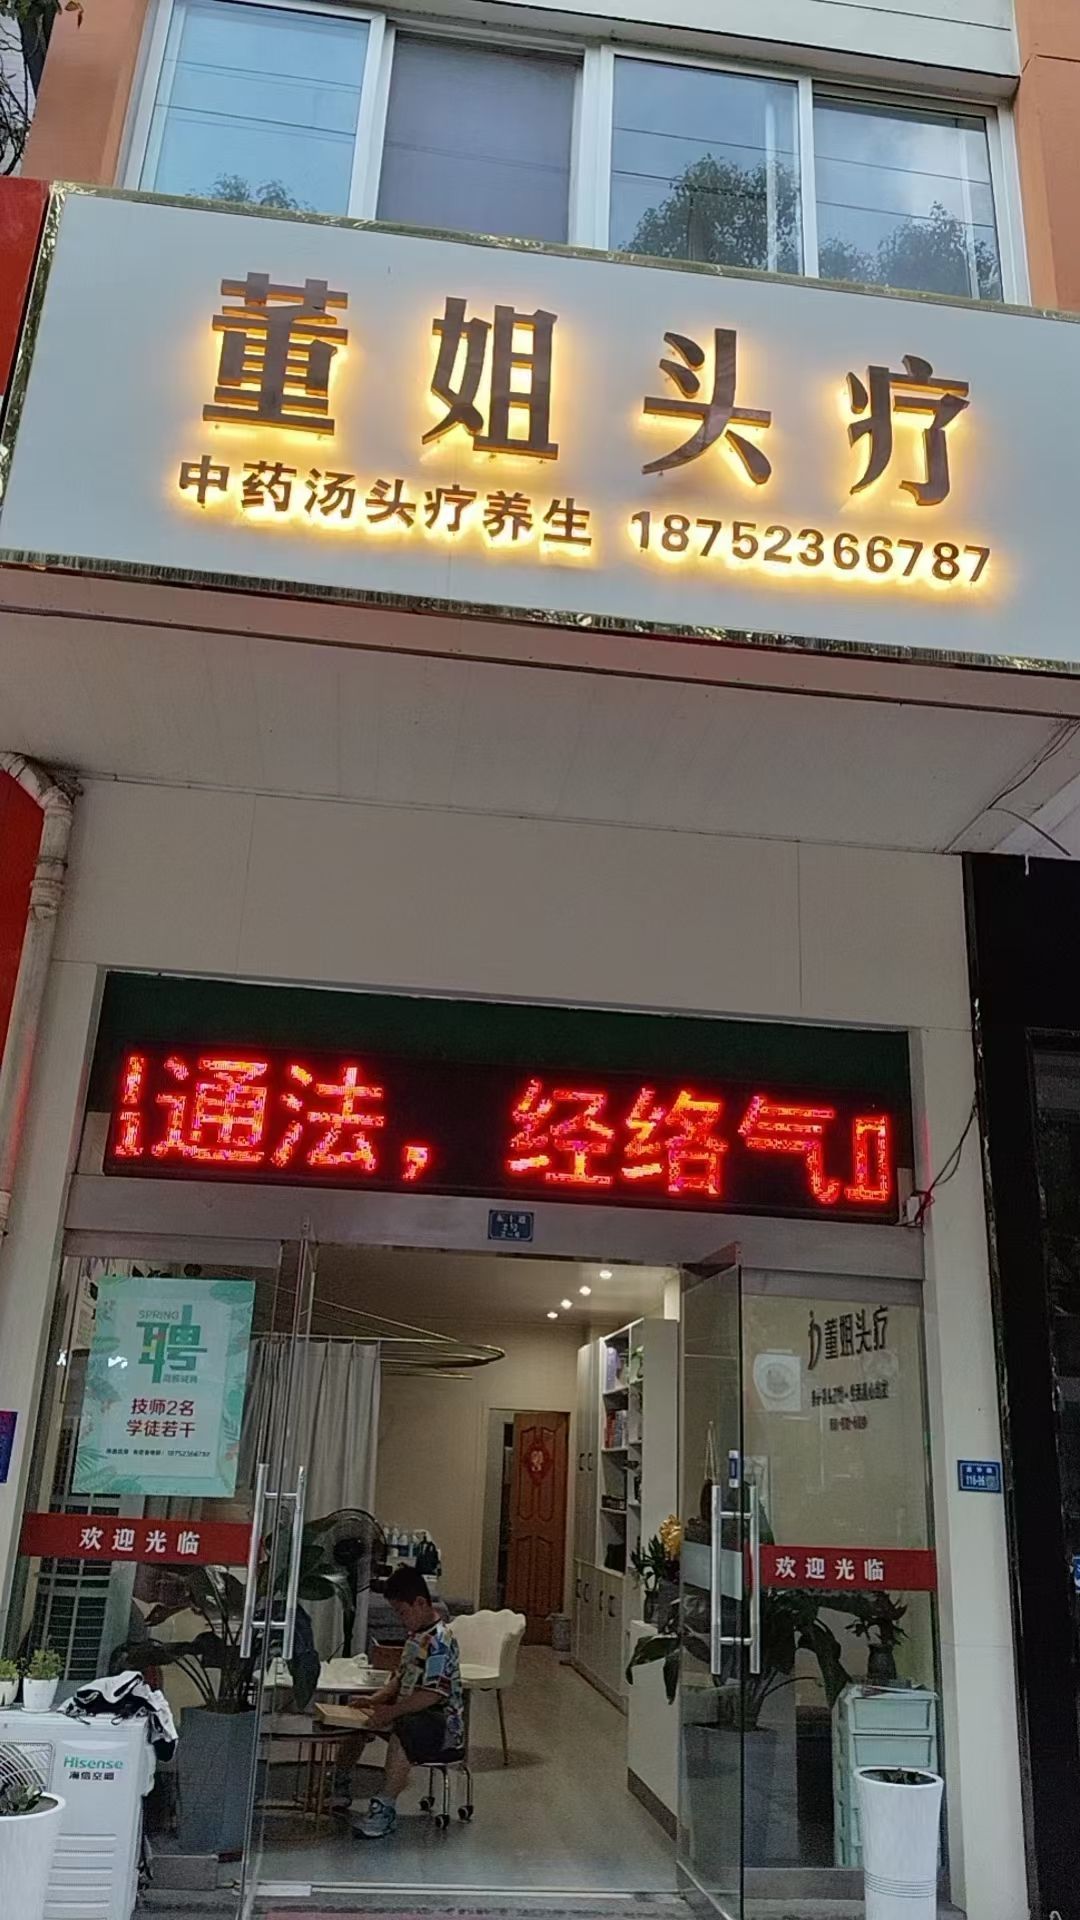 董姐头疗
中药汤头疗养生 18752366787
通法，经络气
SPRING
聘
技师2名
学徒若干
18752366787
董姐头疗
欢迎光临
欢迎光临
Hisense
海信空调